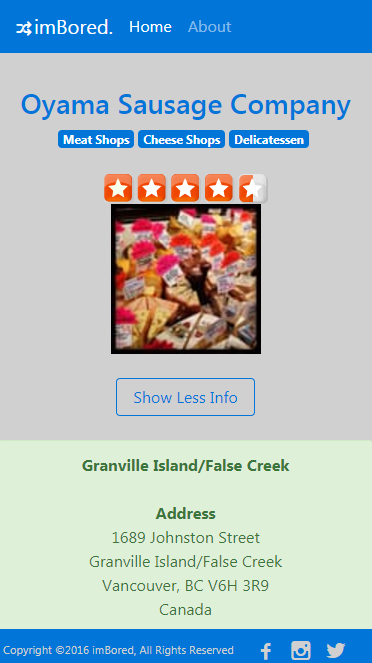 imBored. Home About
Oyama Sausage Company
Meat Shops Cheese Shops Delicatessen
Show Less Info
Granville Island/False Creek
Address
1689 Johnston Street
Granville Island/False Creek
Vancouver, BC V6H 3R9
Canada
Copyright ©2016 imBored, All Rights Reserved